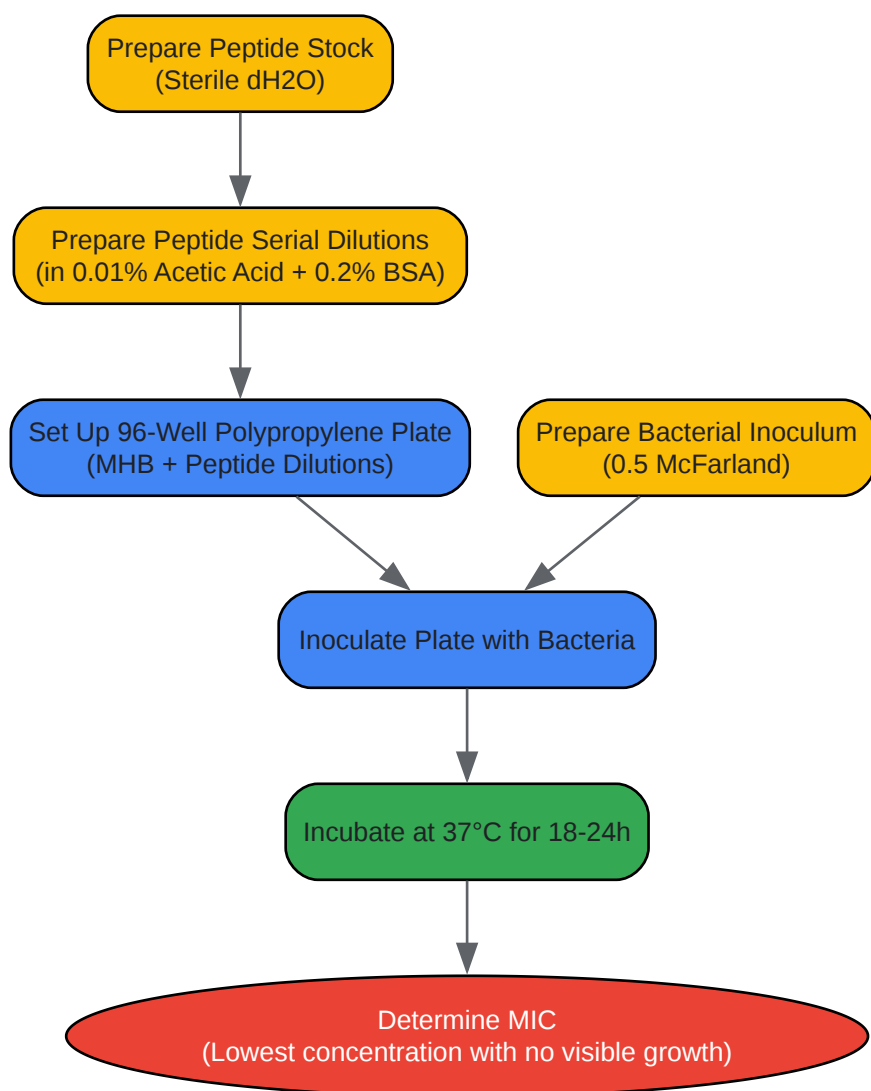 Prepare Peptide Stock
(Sterile dH2O)
Prepare Peptide Serial Dilutions
(in 0.01% Acetic Acid + 0.2% BSA)
Set Up 96-Well Polypropylene Plate
(MHB + Peptide Dilutions)
Prepare Bacterial Inoculum
(0.5 McFarland)
Inoculate Plate with Bacteria
Incubate at 37°C for 18-24h
Determine MIC
(Lowest concentration with no visible growth)